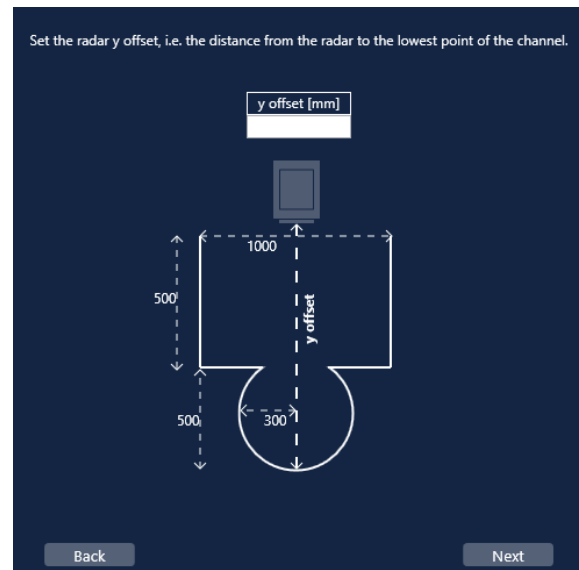 Set the radar y offset, i.e. the distance from the radar to the lowest point of the channel.
y offset [mm]
1000
500
y offset
500
300
Back
Next